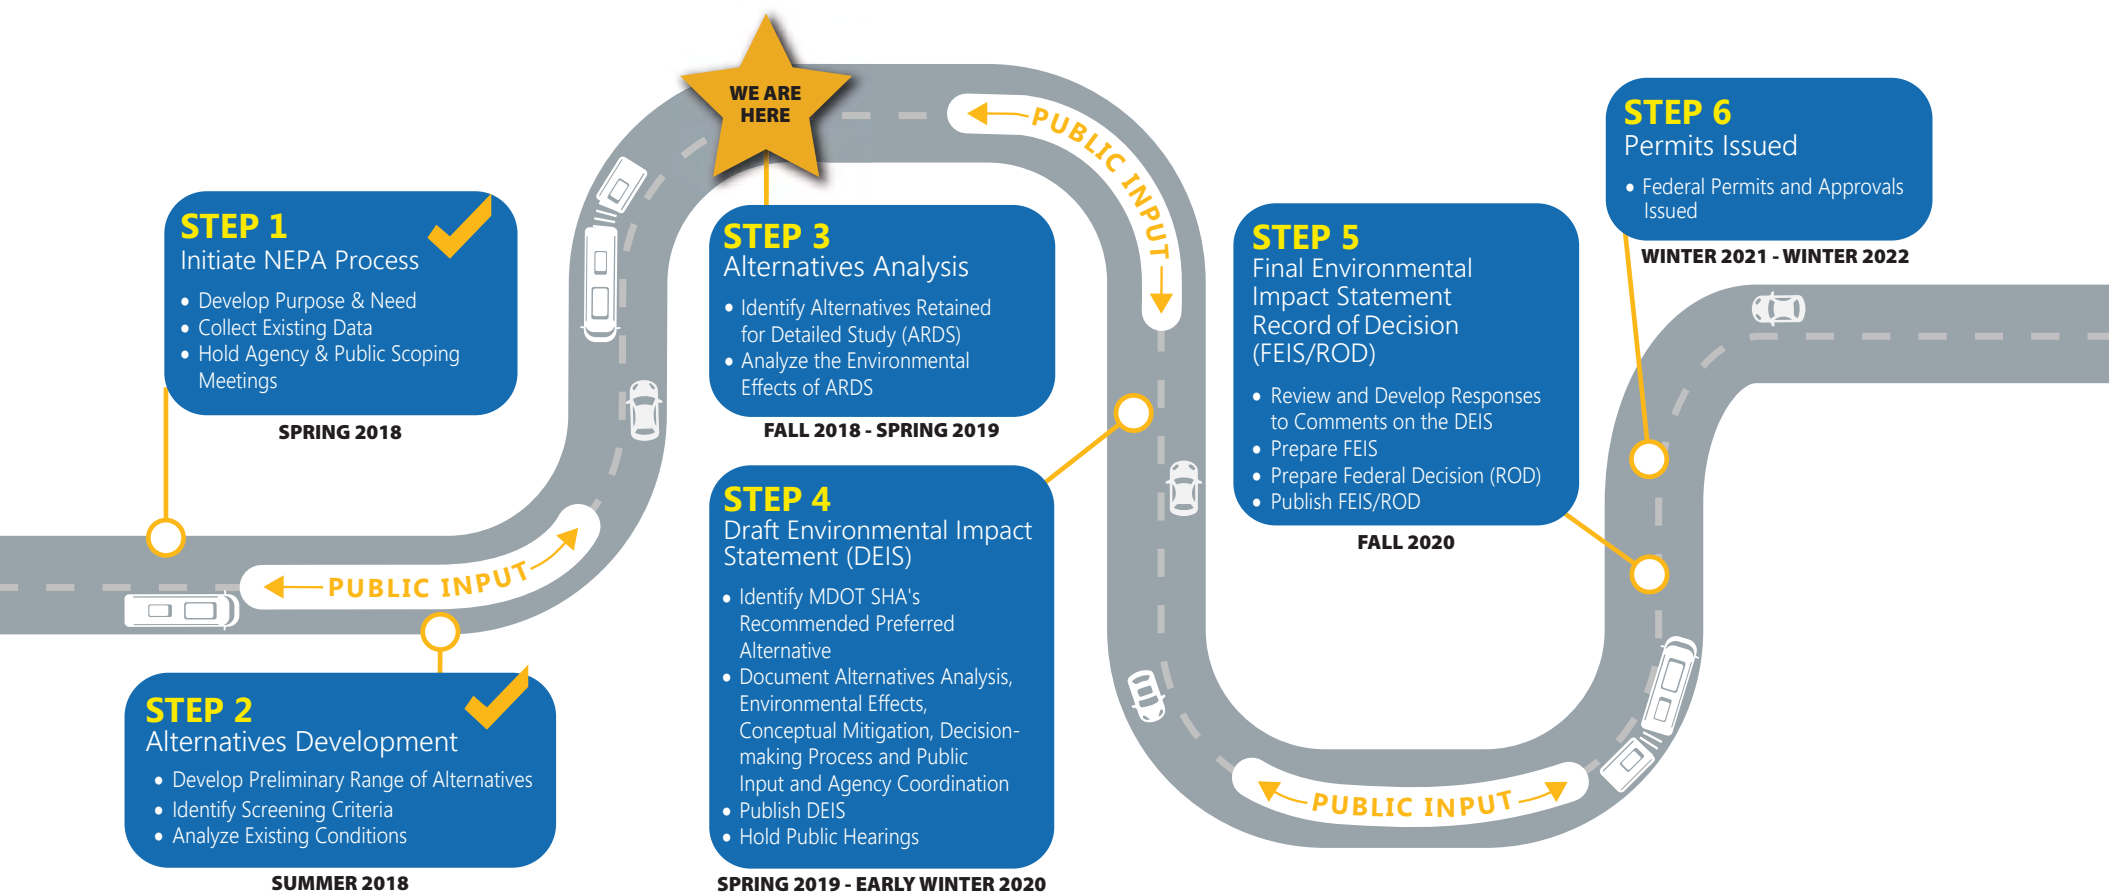 STEP 1
Initiate NEPA Process
• Develop Purpose & Need
• Collect Existing Data
• Hold Agency & Public Scoping
Meetings
SPRING 2018
PUBLIC INPUT
STEP 2
Alternatives Development
• Develop Preliminary Range of Alternatives
• Identify Screening Criteria
• Analyze Existing Conditions
SUMMER 2018
WE ARE
HERE
STEP 3
Alternatives Analysis
• Identify Alternatives Retained
for Detailed Study (ARDS)
• Analyze the Environmental
Effects of ARDS
FALL 2018 - SPRING 2019
PUBLIC INPUT
STEP 4
Draft Environmental Impact
Statement (DEIS)
• Identify MDOT SHA's
Recommended Preferred
Alternative
• Document Alternatives Analysis,
Environmental Effects,
Conceptual Mitigation, Decision-
making Process and Public
Input and Agency Coordination
• Publish DEIS
• Hold Public Hearings
SPRING 2019 - EARLY WINTER 2020
PUBLIC INPUT
STEP 5
Final Environmental
Impact Statement
Record of Decision
(FEIS/ROD)
• Review and Develop Responses
to Comments on the DEIS
• Prepare FEIS
• Prepare Federal Decision (ROD)
• Publish FEIS/ROD
FALL 2020
STEP 6
Permits Issued
• Federal Permits and Approvals
Issued
WINTER 2021 - WINTER 2022